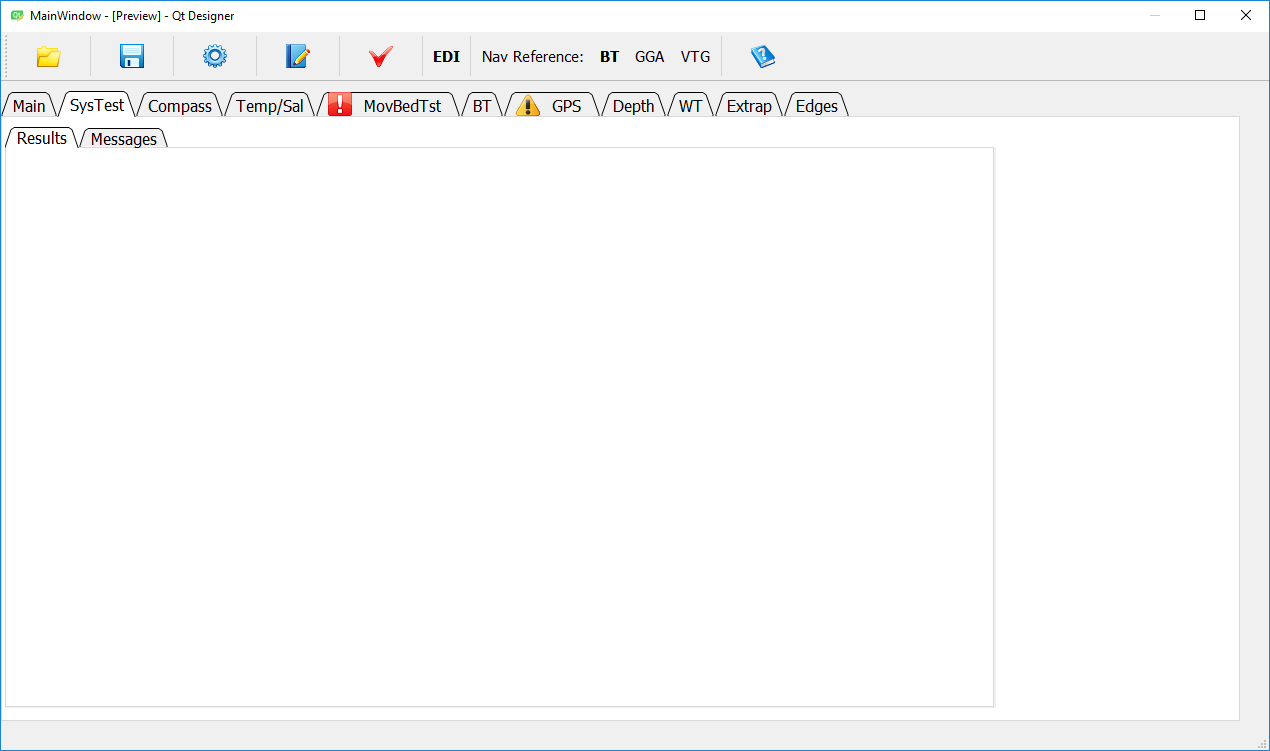 MainWindow - [Preview] - Qt Designer
EDI Nav Reference: BT GGA VTG
Main SysTest Compass Temp/Sal MovBedTst BT GPS Depth WT Extrap Edges
Results Messages